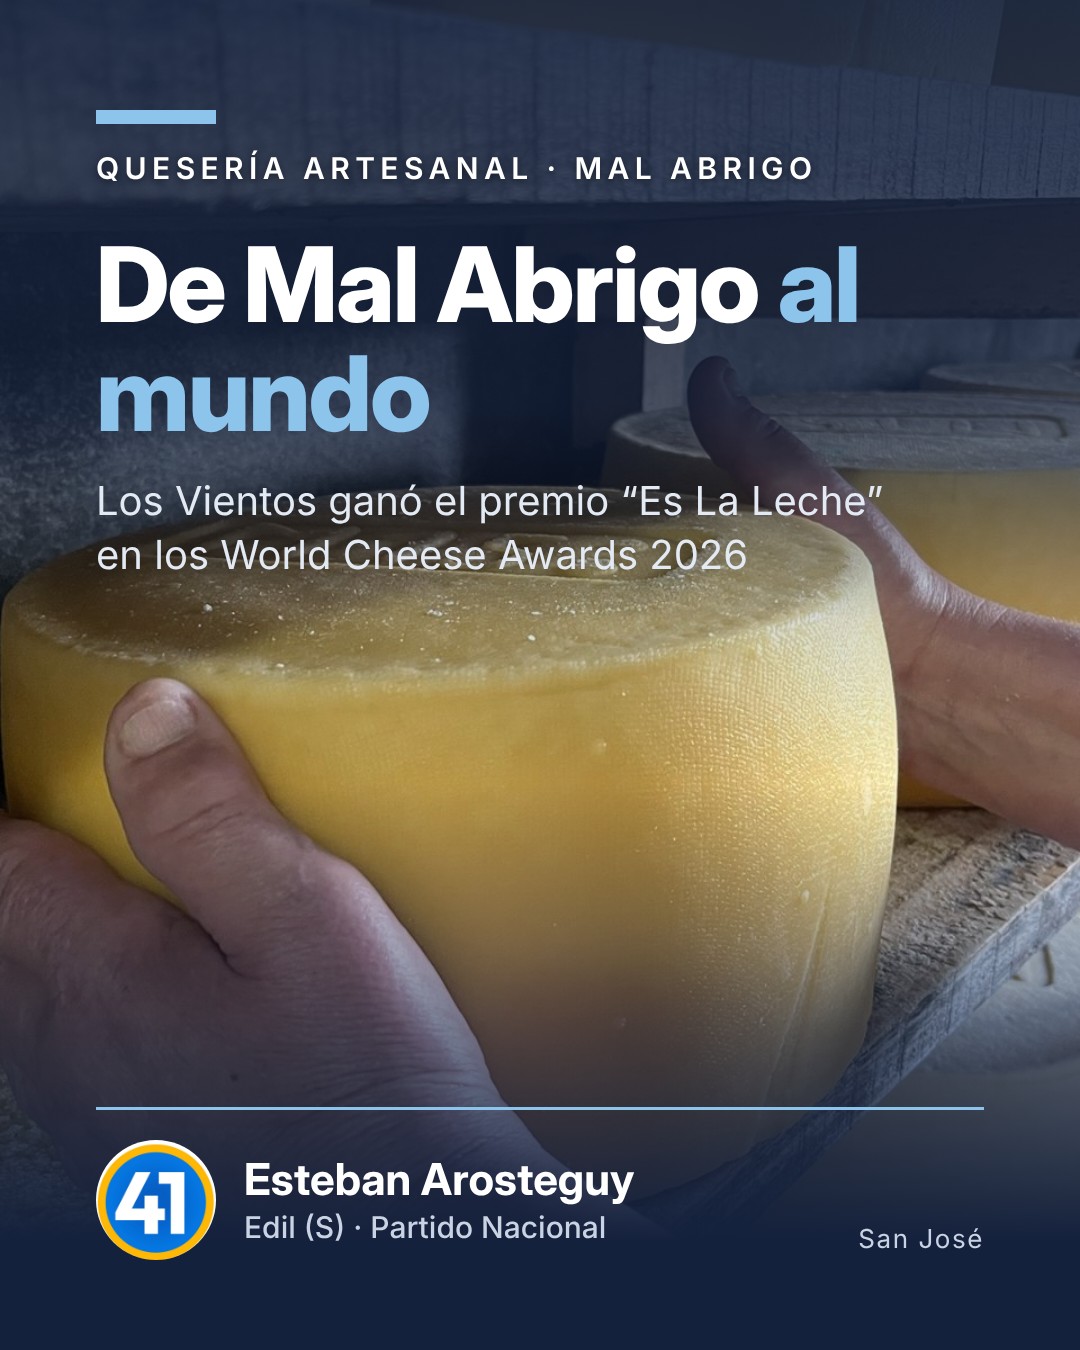 QUESERÍA ARTESANAL · MAL ABRIGO
De Mal Abrigo al
mundo
Los Vientos ganó el premio “Es La Leche”
en los World Cheese Awards 2026
41
Esteban Arosteguy
Edil (S) · Partido Nacional
San José